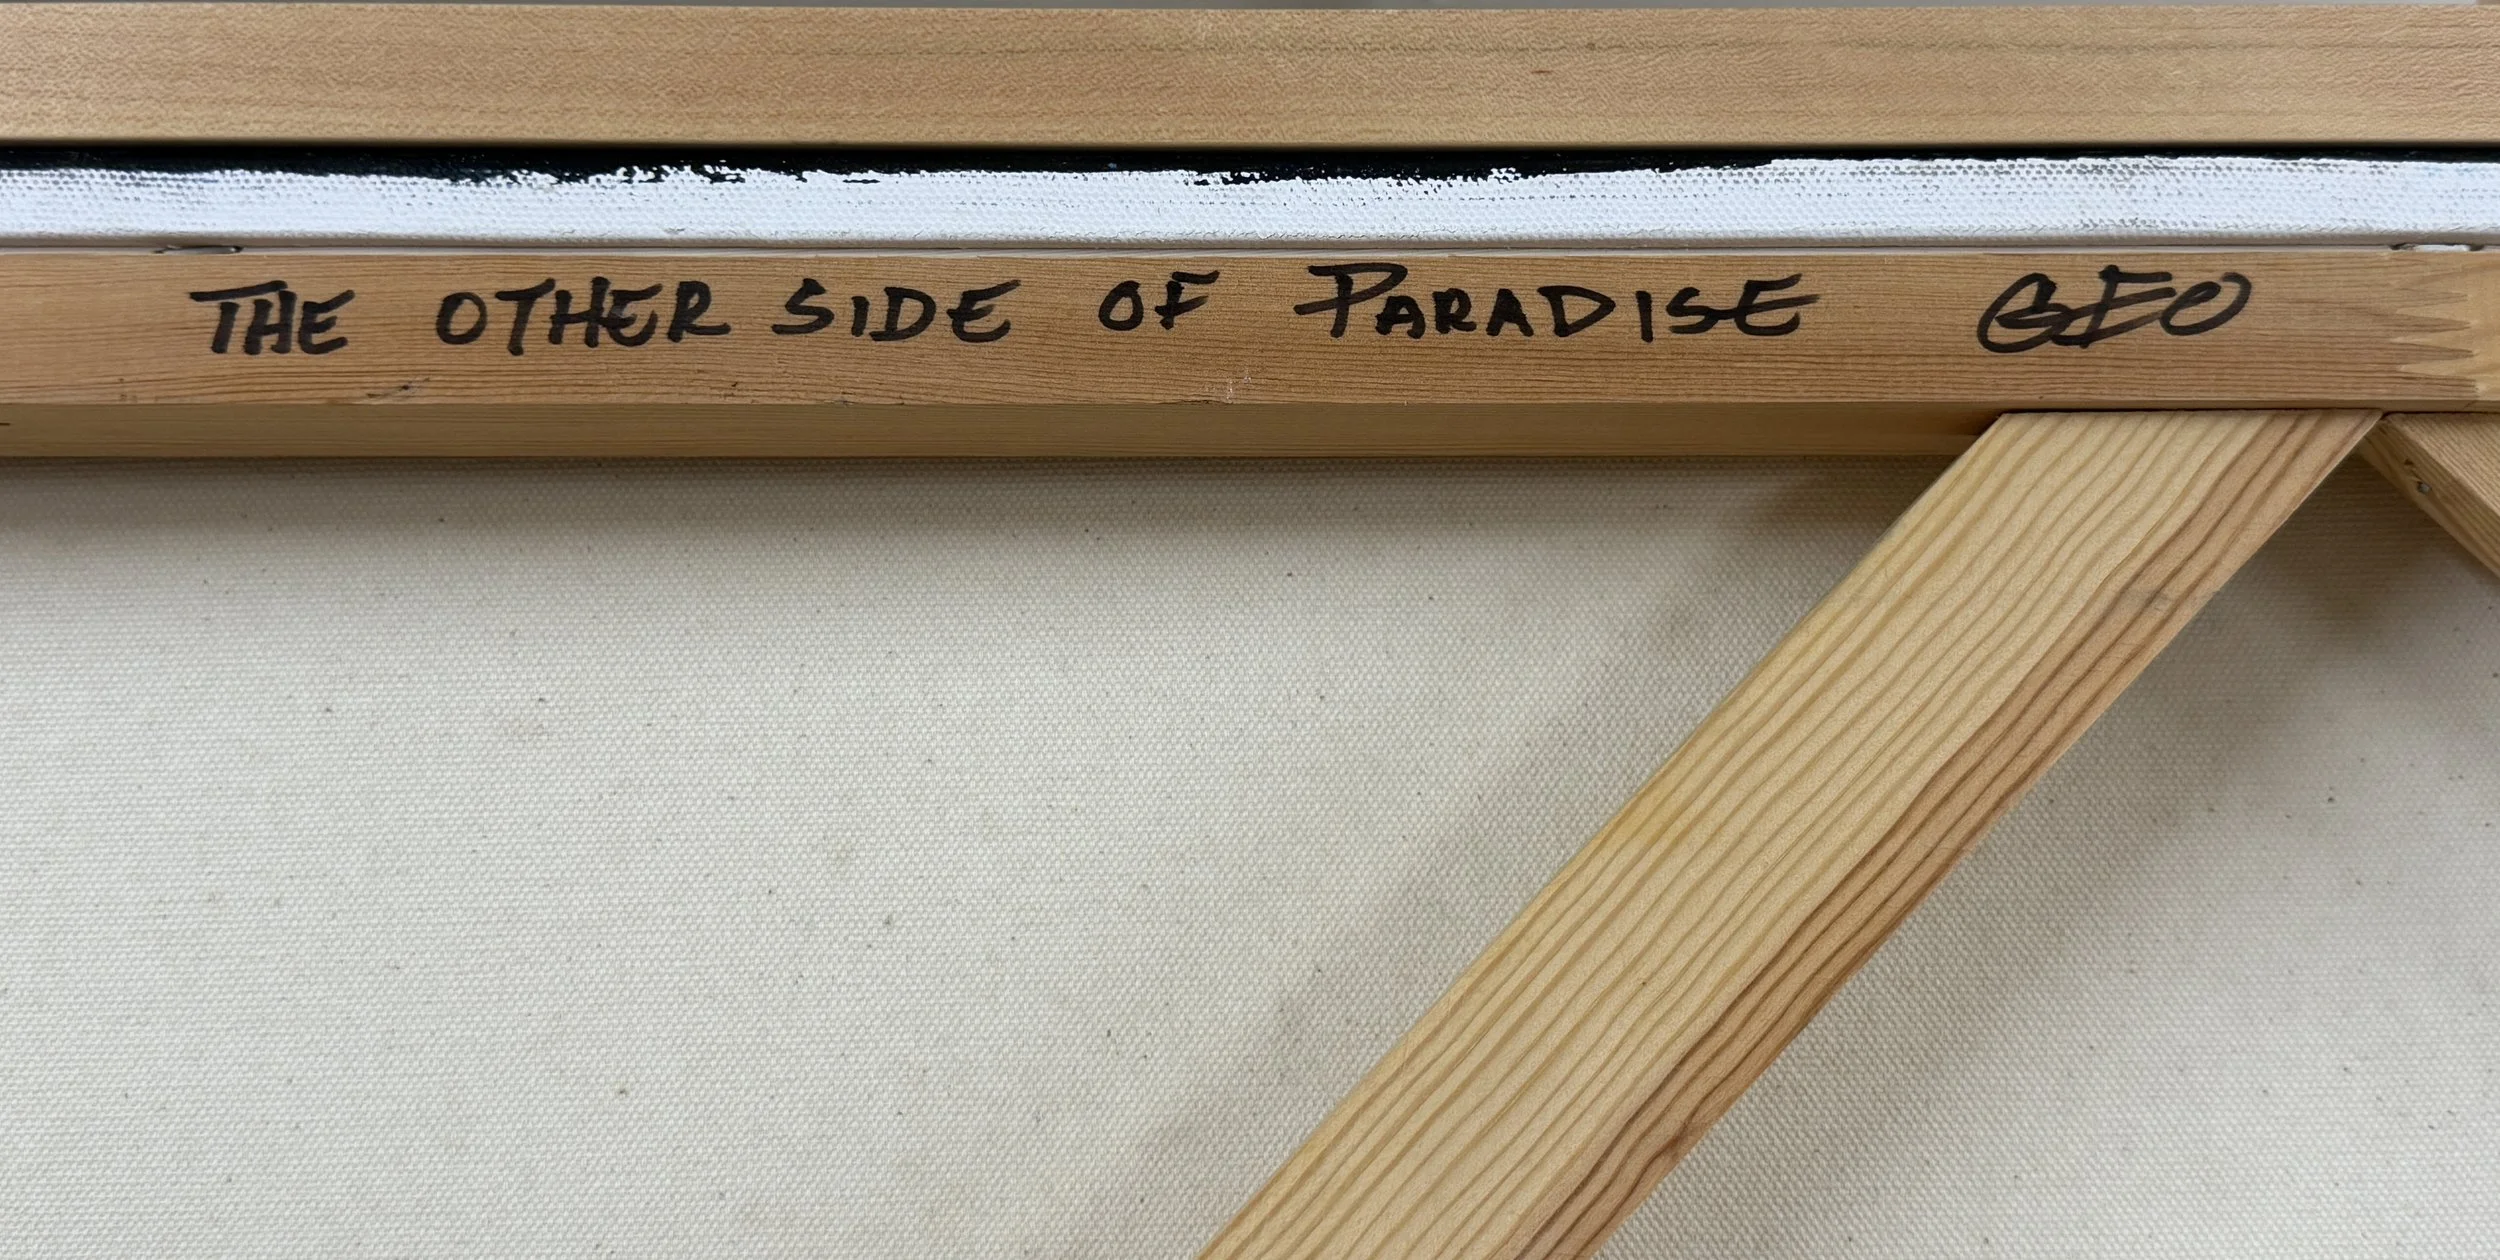 THE OTHER SIDE OF PARADISE GEO